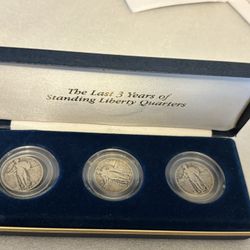 The Last 3 Years of
Standing Liberty Quarters